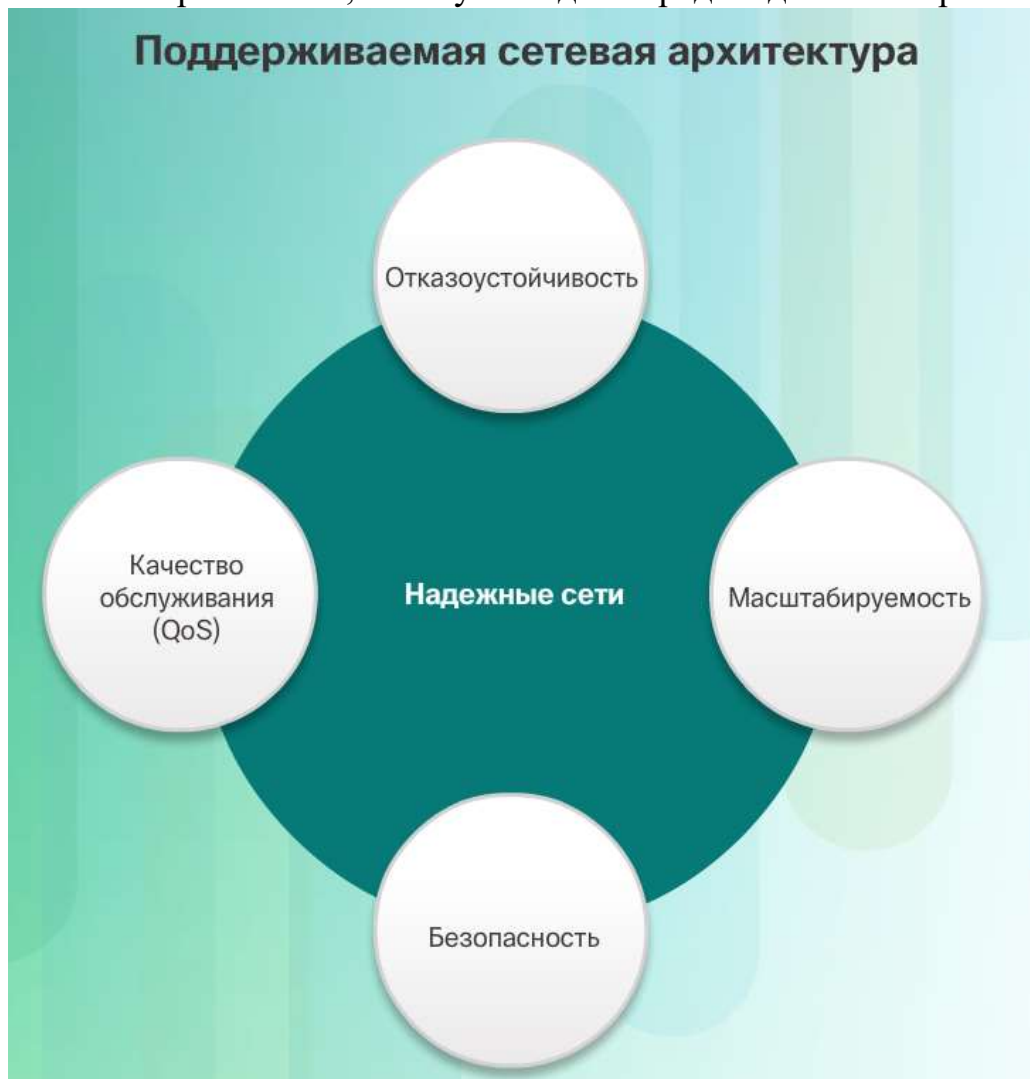 Поддерживаемая сетевая архитектура
Отказоустойчивость
Качество
обслуживания
(QoS)
Надежные сети
Масштабируемость
Безопасность